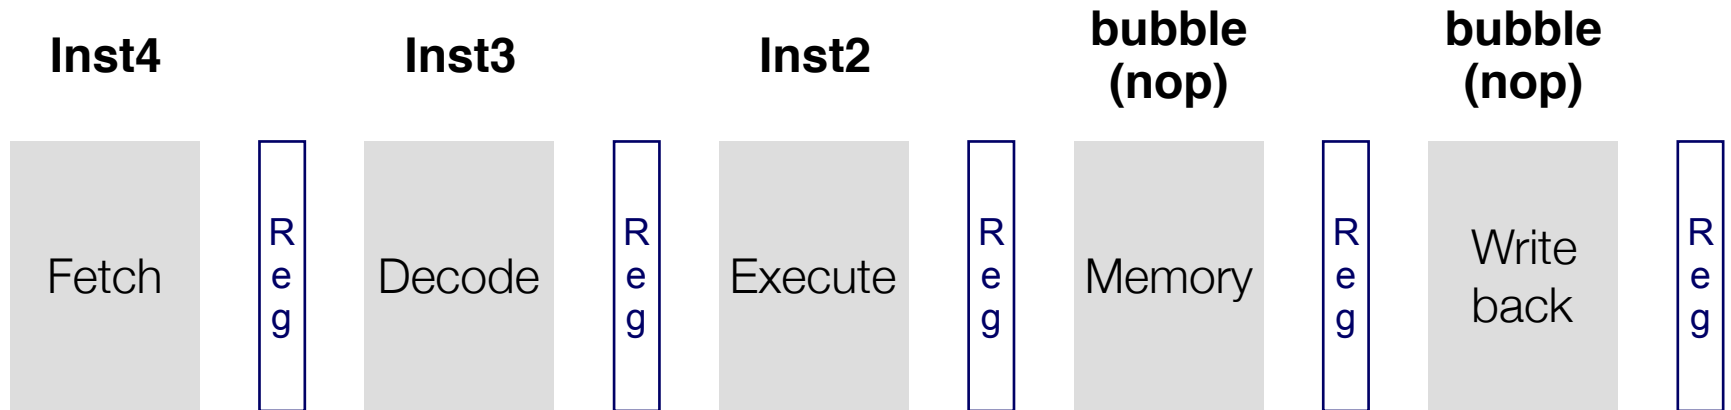 Inst4
Inst3
Inst2
bubble
(nop)
bubble
(nop)
Fetch
R
e
g
Decode
R
e
g
Execute
R
e
g
Memory
R
e
g
Write
back
R
e
g